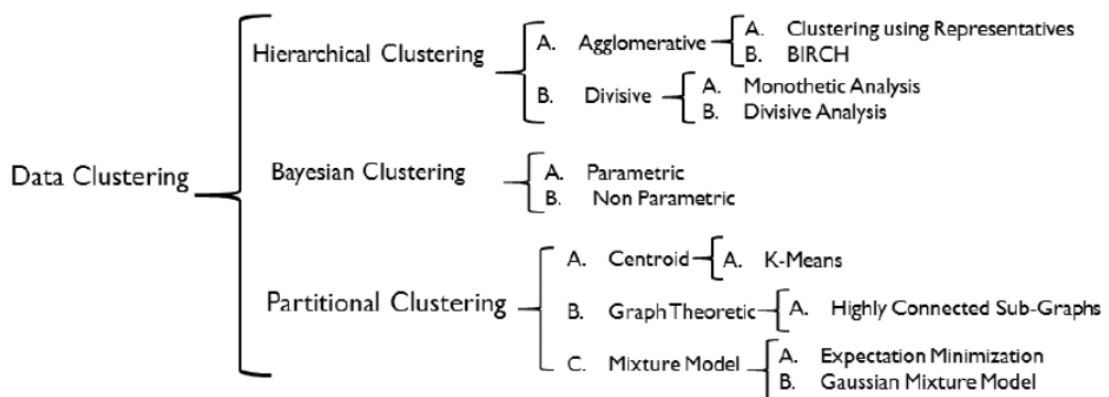 Data Clustering
Hierarchical Clustering
A. Agglomerative
A. Clustering using Representatives
B. BIRCH
B. Divisive
A. Monothetic Analysis
B. Divisive Analysis
Bayesian Clustering
A. Parametric
B. Non Parametric
Partitional Clustering
A. Centroid
A. K-Means
B. Graph Theoretic
A. Highly Connected Sub-Graphs
C. Mixture Model
A. Expectation Minimization
B. Gaussian Mixture Model